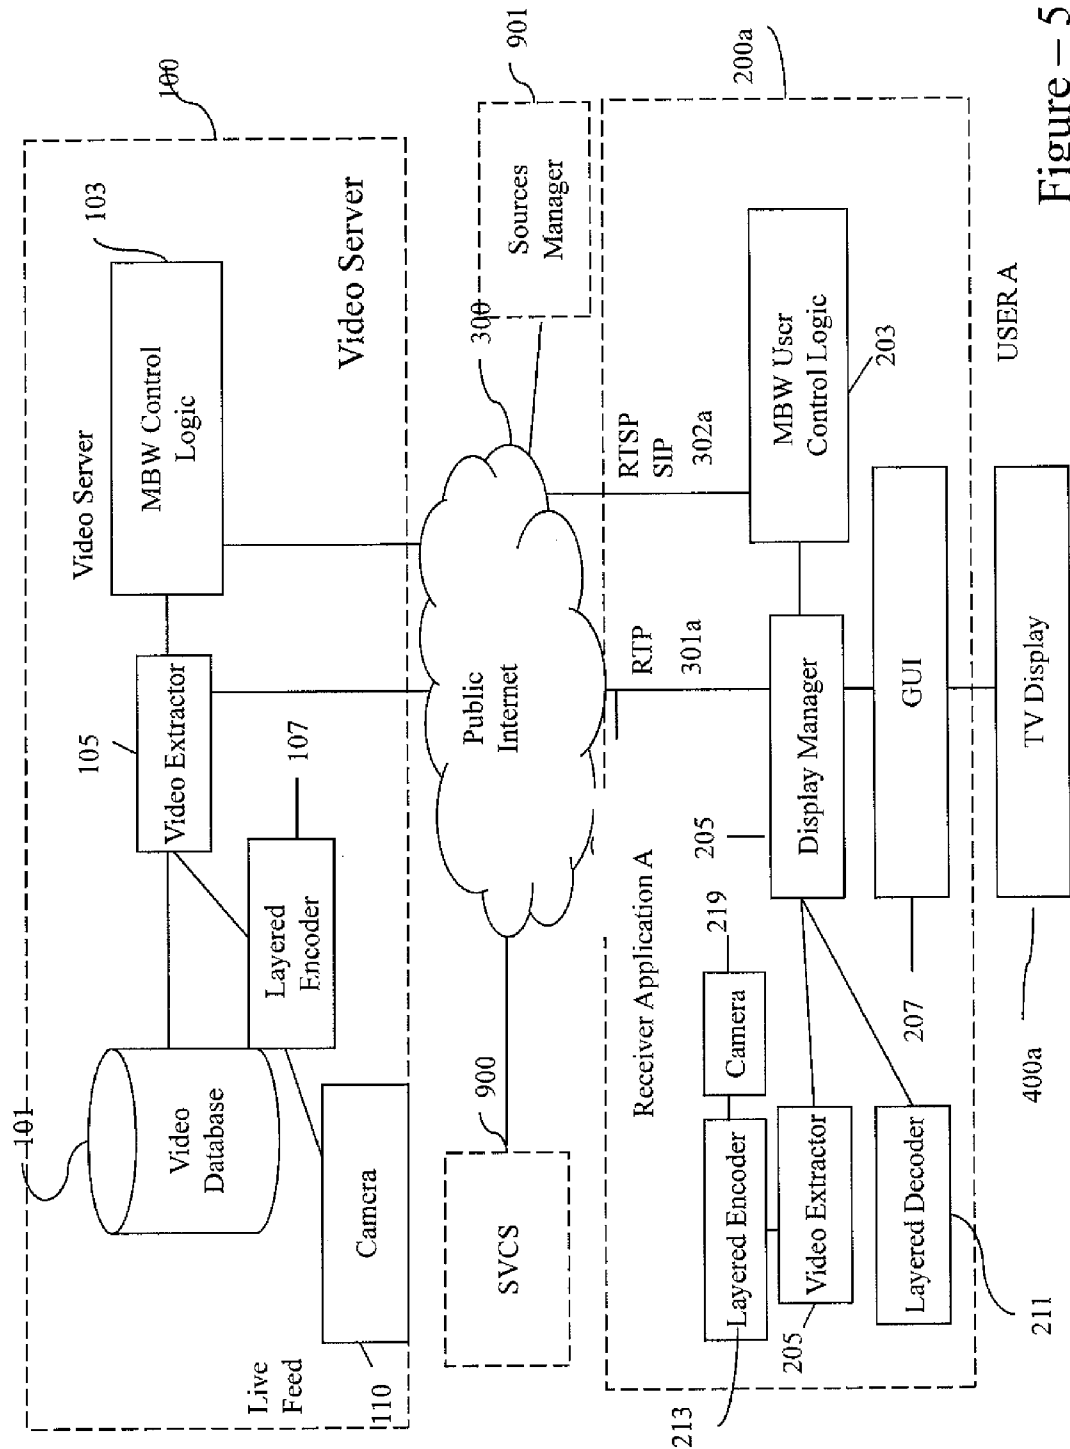 100
Video Server
103
MBW Control
Logic
Video Server
105
Video Extractor
107
Layered
Encoder
101
Video
Database
Live
Feed
Camera
110
901
Sources
Manager
300
Public
Internet
900
SVCS
RTSP
SIP
302a
RTP
301a
200a
Receiver Application A
MBW User
Control Logic
203
205
Display Manager
219
Camera
Layered Encoder
213
Video Extractor
205
Layered Decoder
211
GUI
207
USER A
TV Display
400a
Figure – 5